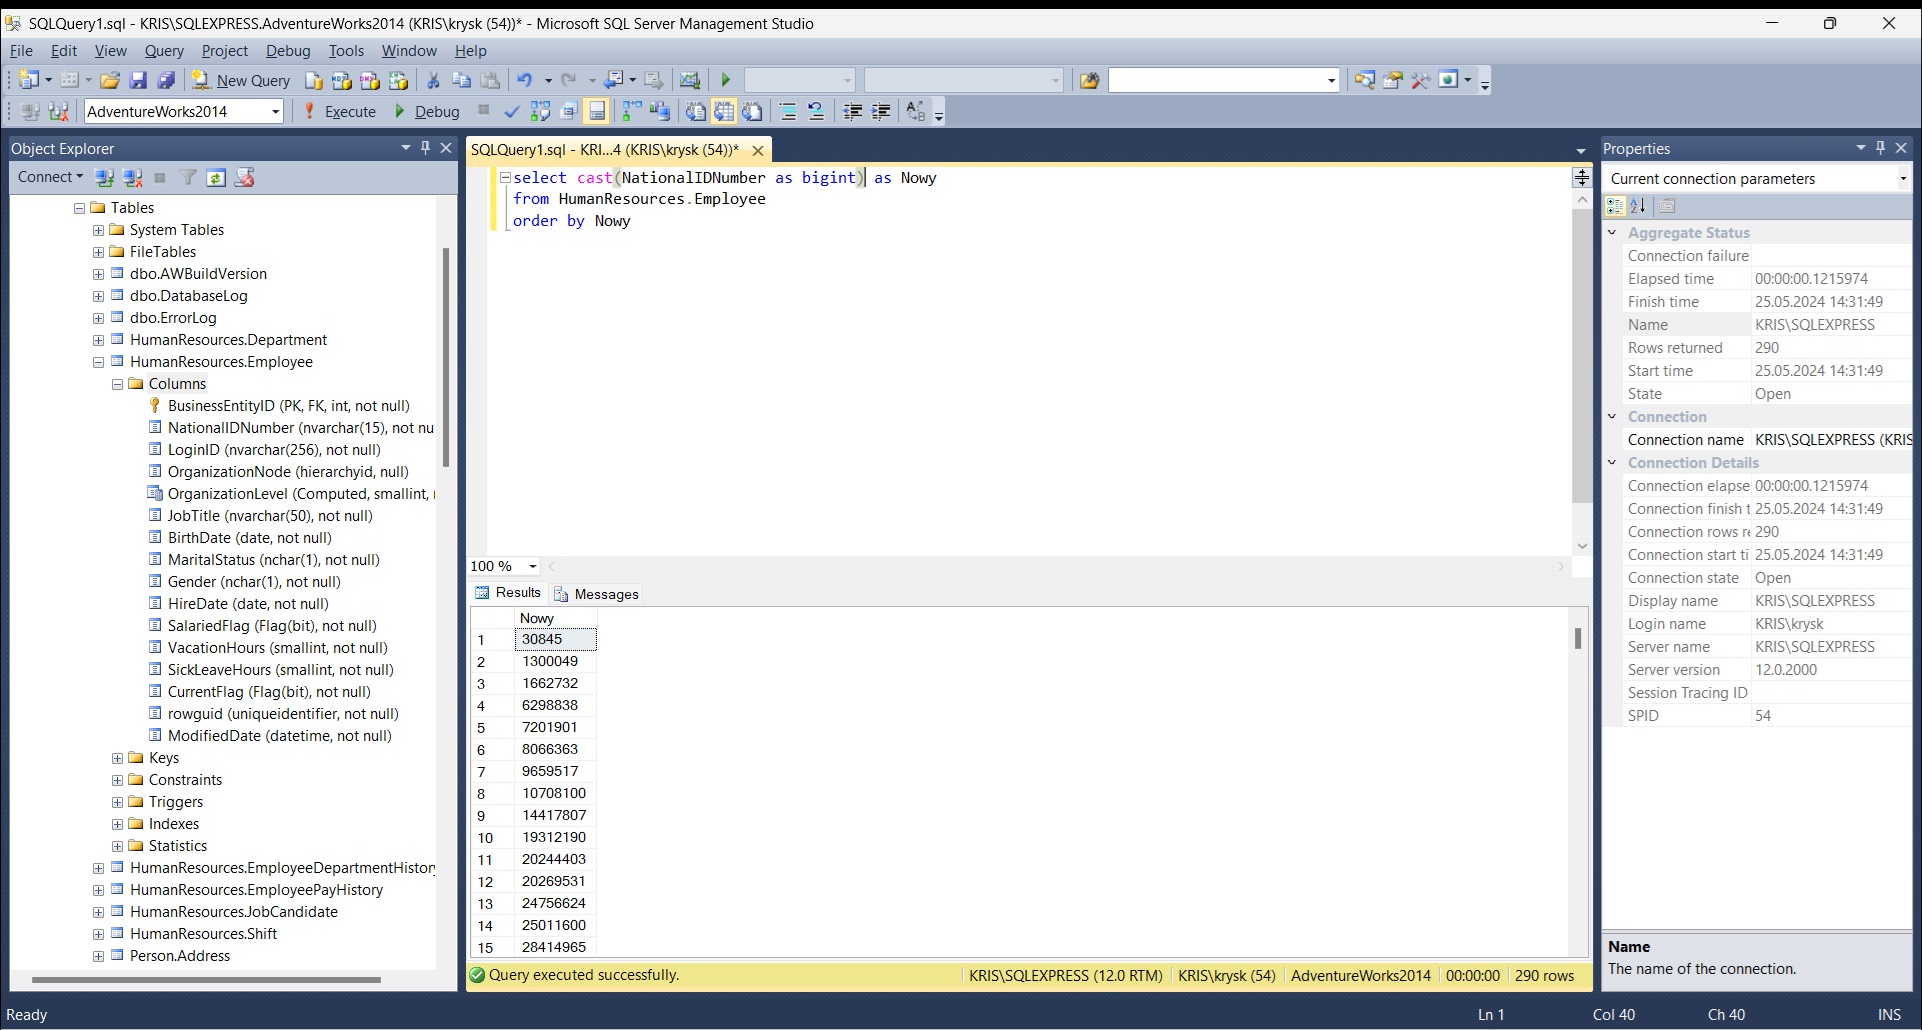 SQLQuery1.sql - KRIS\SQLEXPRESS.AdventureWorks2014 (KRIS\krysk (54))* - Microsoft SQL Server Management Studio
File Edit View Query Project Debug Tools Window Help
New Query
AdventureWorks2014 Execute Debug
Object Explorer
Connect
Tables
System Tables
FileTables
dbo.AWBuildVersion
dbo.DatabaseLog
dbo.ErrorLog
HumanResources.Department
HumanResources.Employee
Columns
BusinessEntityID (PK, FK, int, not null)
NationalIDNumber (nvarchar(15), not nu
LoginID (nvarchar(256), not null)
OrganizationNode (hierarchyid, null)
OrganizationLevel (Computed, smallint,
JobTitle (nvarchar(50), not null)
BirthDate (date, not null)
MaritalStatus (nchar(1), not null)
Gender (nchar(1), not null)
HireDate (date, not null)
SalariedFlag (Flag(bit), not null)
VacationHours (smallint, not null)
SickLeaveHours (smallint, not null)
CurrentFlag (Flag(bit), not null)
rowguid (uniqueidentifier, not null)
ModifiedDate (datetime, not null)
Keys
Constraints
Triggers
Indexes
Statistics
HumanResources.EmployeeDepartmentHistory
HumanResources.EmployeePayHistory
HumanResources.JobCandidate
HumanResources.Shift
Person.Address
SQLQuery1.sql - KRI...4 (KRIS\krysk (54))*
select cast(NationalIDNumber as bigint) as Nowy
from HumanResources.Employee
order by Nowy
100 %
Results Messages
Nowy
1 30845
2 1300049
3 1662732
4 6298838
5 7201901
6 8066363
7 9659517
8 10708100
9 14417807
10 19312190
11 20244403
12 20269531
13 24756624
14 25011600
15 28414965
Query executed successfully. KRIS\SQLEXPRESS (12.0 RTM) KRIS\krysk (54) AdventureWorks2014 00:00:00 290 rows
Properties
Current connection parameters
Aggregate Status
Connection failure
Elapsed time 00:00:00.1215974
Finish time 25.05.2024 14:31:49
Name KRIS\SQLEXPRESS
Rows returned 290
Start time 25.05.2024 14:31:49
State Open
Connection
Connection name KRIS\SQLEXPRESS (KRIS
Connection Details
Connection elapse 00:00:00.1215974
Connection finish t 25.05.2024 14:31:49
Connection rows re 290
Connection start ti 25.05.2024 14:31:49
Connection state Open
Display name KRIS\SQLEXPRESS
Login name KRIS\krysk
Server name KRIS\SQLEXPRESS
Server version 12.0.2000
Session Tracing ID
SPID 54
Name
The name of the connection.
Ready Ln 1 Col 40 Ch 40 INS